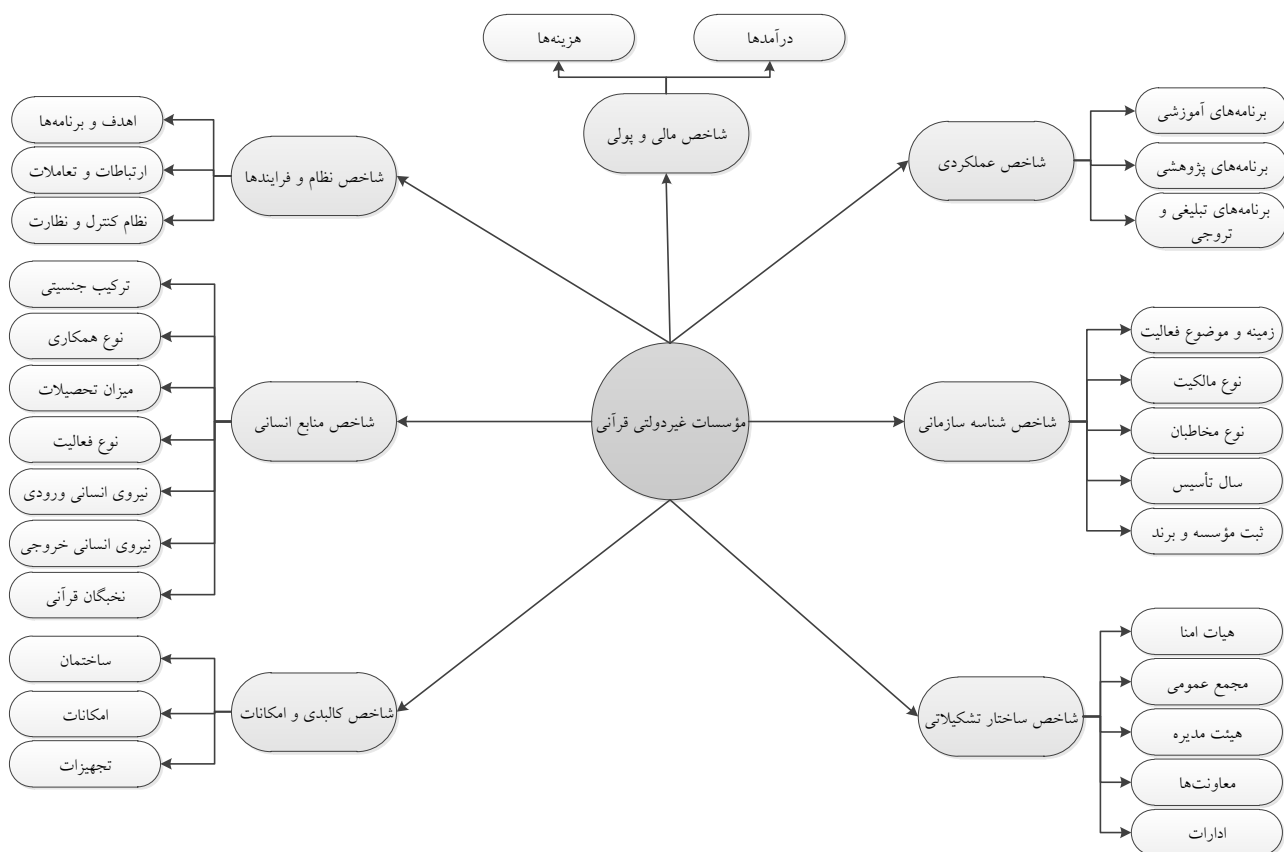 درآمدها
هزینه‌ها
شاخص مالی و پولی
شاخص عملکردی
برنامه‌های آموزشی
برنامه‌های پژوهشی
برنامه‌های تبلیغی و
تروجی
شاخص نظام و فرایندها
اهدف و برنامه‌ها
ارتباطات و تعاملات
نظام کنترل و نظارت
مؤسسات غیردولتی قرآنی
شاخص شناسه سازمانی
زمینه و موضوع فعالیت
نوع مالکیت
نوع مخاطبان
سال تأسیس
ثبت مؤسسه و برند
شاخص منابع انسانی
ترکیب جنسیتی
نوع همکاری
میزان تحصیلات
نوع فعالیت
نیروی انسانی ورودی
نیروی انسانی خروجی
نخبگان قرآنی
شاخص ساختار تشکیلاتی
هیات امنا
مجمع عمومی
هیئت مدیره
معاونت‌ها
ادارات
شاخص کالبدی و امکانات
ساختمان
امکانات
تجهیزات